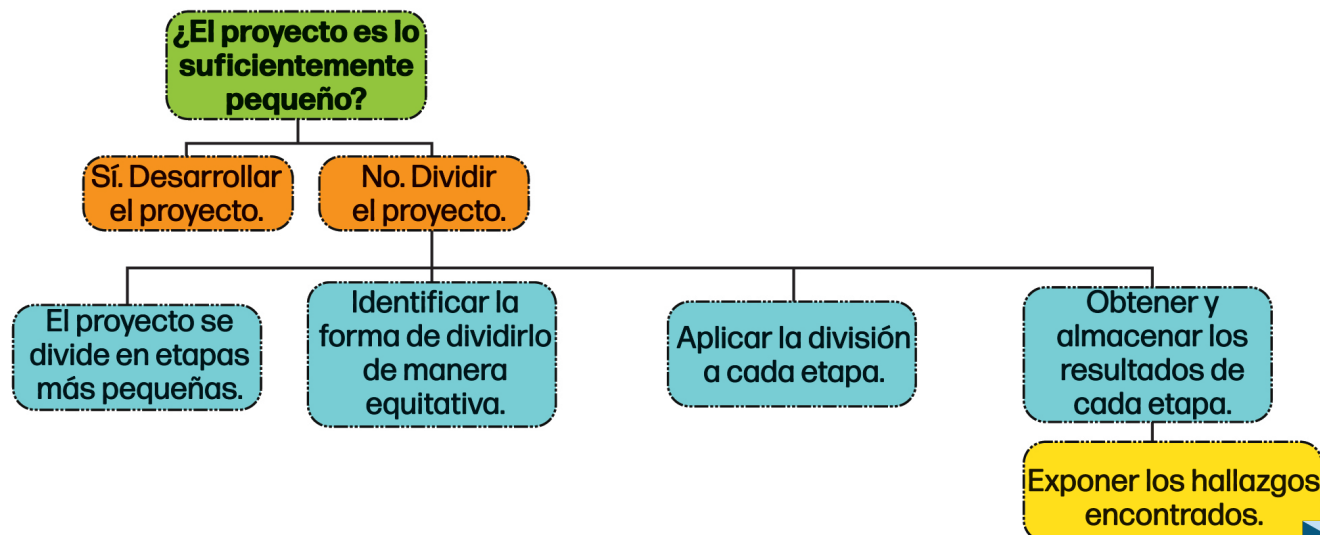 ¿El proyecto es lo
suficientemente
pequeño?
Sí. Desarrollar
el proyecto.
No. Dividir
el proyecto.
El proyecto se
divide en etapas
más pequeñas.
Identificar la
forma de dividirlo
de manera
equitativa.
Aplicar la división
a cada etapa.
Obtener y
almacenar los
resultados de
cada etapa.
Exponer los hallazgos
encontrados.